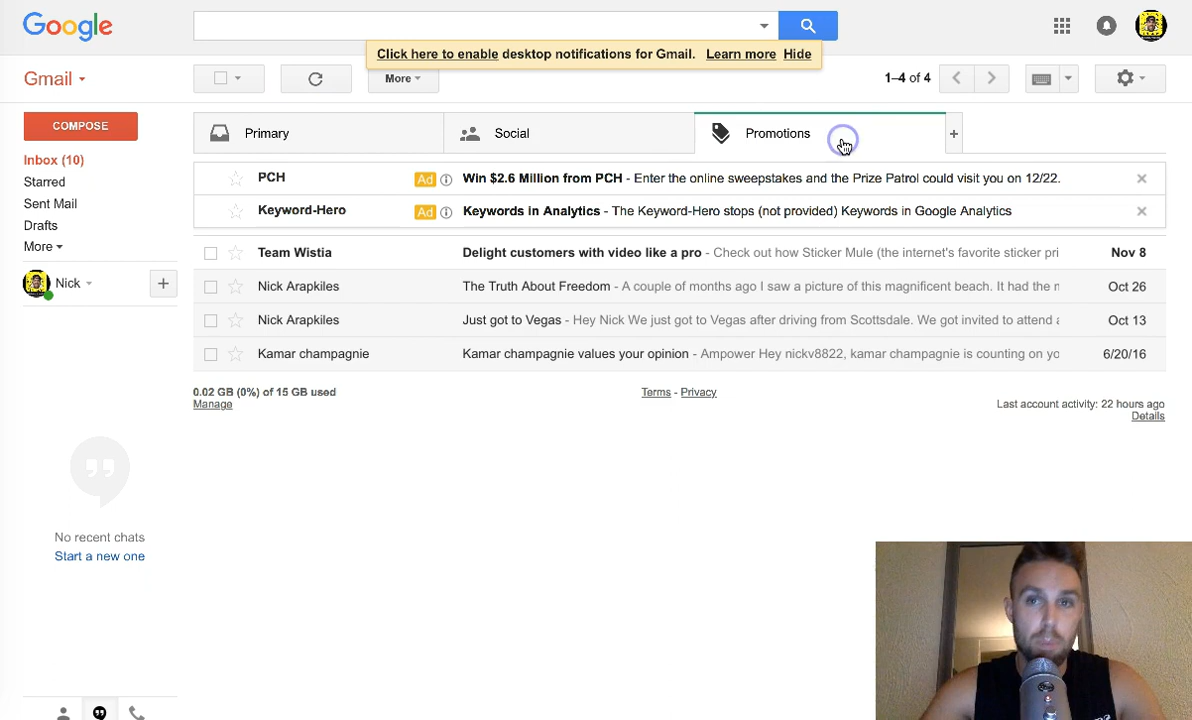 Google
Click here to enable desktop notifications for Gmail. Learn more Hide
Gmail
More
1–4 of 4
COMPOSE
Primary
Social
Promotions
+
Inbox (10)
Starred
Sent Mail
Drafts
More
Nick
+
PCH Ad Win $2.6 Million from PCH - Enter the online sweepstakes and the Prize Patrol could visit you on 12/22.
Keyword-Hero Ad Keywords in Analytics - The Keyword-Hero stops (not provided) Keywords in Google Analytics
Team Wistia Delight customers with video like a pro - Check out how Sticker Mule (the internet's favorite sticker pri Nov 8
Nick Arapkiles The Truth About Freedom - A couple of months ago I saw a picture of this magnificent beach. It had the Oct 26
Nick Arapkiles Just got to Vegas - Hey Nick We just got to Vegas after driving from Scottsdale. We got invited to attend Oct 13
Kamar champagnie Kamar champagnie values your opinion - Ampower Hey nickv8822, kamar champagnie is counting on yo 6/20/16
0.02 GB (0%) of 15 GB used
Manage
Terms - Privacy
Last account activity: 22 hours ago
Details
No recent chats
Start a new one